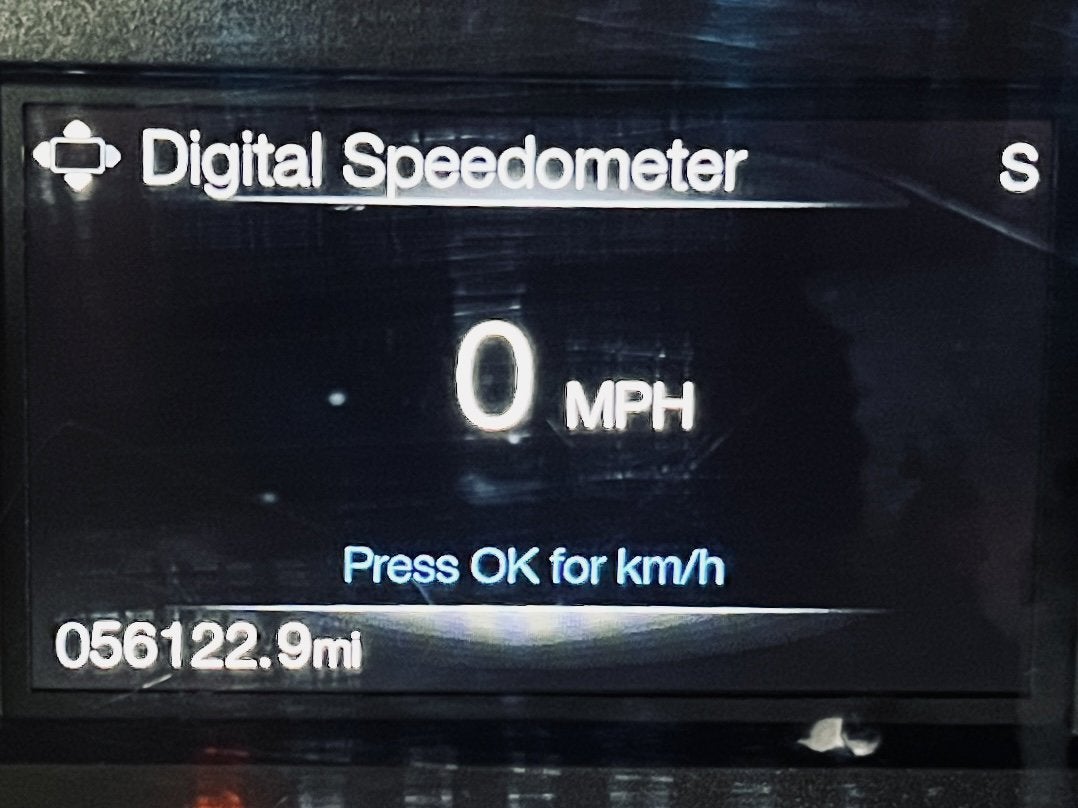 Digital Speedometer S
0 MPH
Press OK for km/h
056122.9mi